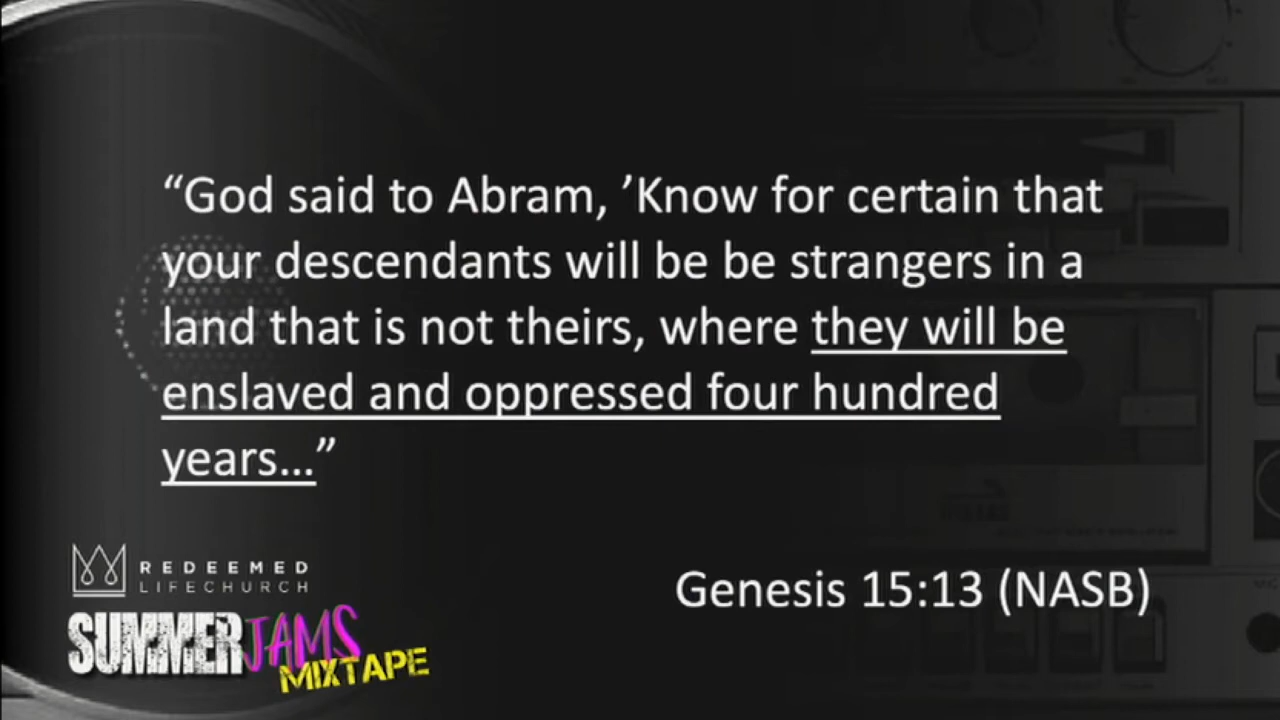 “God said to Abram, ’Know for certain that
your descendants will be be strangers in a
land that is not theirs, where they will be
enslaved and oppressed four hundred
years...”
Genesis 15:13 (NASB)
REDEEMED
LIFECHURCH
SUMMER JAMS
MIXTAPE